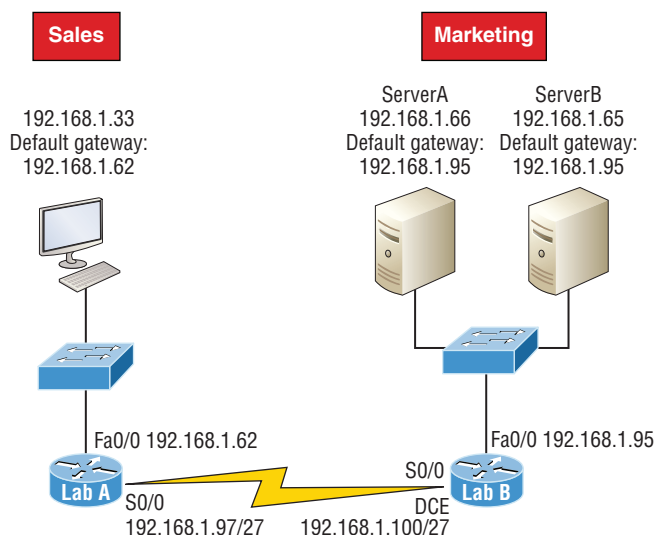 Sales
Marketing
192.168.1.33
Default gateway:
192.168.1.62
ServerA
192.168.1.66
Default gateway:
192.168.1.95
ServerB
192.168.1.65
Default gateway:
192.168.1.95
Fa0/0 192.168.1.62
Lab A
S0/0
192.168.1.97/27
Fa0/0 192.168.1.95
S0/0
Lab B
DCE
192.168.1.100/27